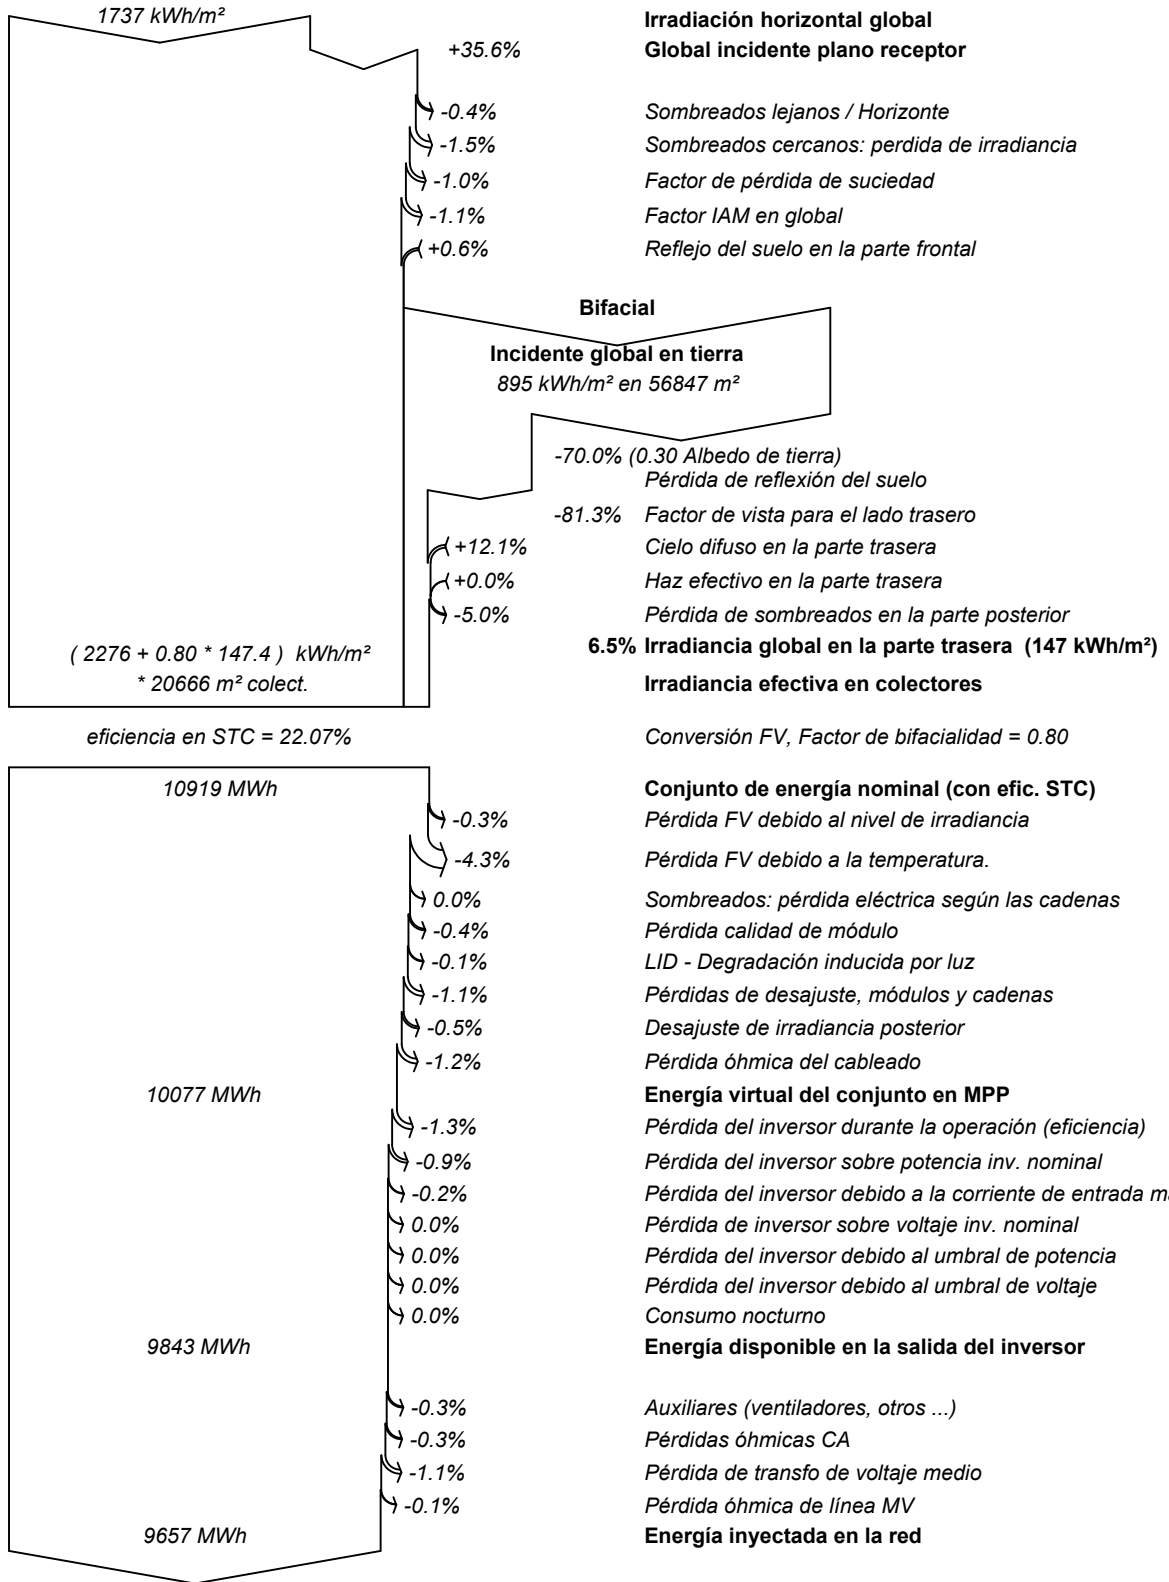 1737 kWh/m² Irradiación horizontal global
+35.6% Global incidente plano receptor
-0.4% Sombreados lejanos / Horizonte
-1.5% Sombreados cercanos: perdida de irradiancia
-1.0% Factor de pérdida de suciedad
-1.1% Factor IAM en global
+0.6% Reflejo del suelo en la parte frontal
Bifacial
Incidente global en tierra
895 kWh/m² en 56847 m²
-70.0% (0.30 Albedo de tierra)
Pérdida de reflexión del suelo
-81.3% Factor de vista para el lado trasero
+12.1% Cielo difuso en la parte trasera
+0.0% Haz efectivo en la parte trasera
-5.0% Pérdida de sombreados en la parte posterior
6.5% Irradiancia global en la parte trasera (147 kWh/m²)
( 2276 + 0.80 * 147.4 ) kWh/m²
* 20666 m² colect. Irradiancia efectiva en colectores
eficiencia en STC = 22.07% Conversión FV, Factor de bifacialidad = 0.80
10919 MWh Conjunto de energía nominal (con efic. STC)
-0.3% Pérdida FV debido al nivel de irradiancia
-4.3% Pérdida FV debido a la temperatura.
0.0% Sombreados: pérdida eléctrica según las cadenas
-0.4% Pérdida calidad de módulo
-0.1% LID - Degradación inducida por luz
-1.1% Pérdidas de desajuste, módulos y cadenas
-0.5% Desajuste de irradiancia posterior
-1.2% Pérdida óhmica del cableado
10077 MWh Energía virtual del conjunto en MPP
-1.3% Pérdida del inversor durante la operación (eficiencia)
-0.9% Pérdida del inversor sobre potencia inv. nominal
-0.2% Pérdida del inversor debido a la corriente de entrada
0.0% Pérdida de inversor sobre voltaje inv. nominal
0.0% Pérdida del inversor debido al umbral de potencia
0.0% Pérdida del inversor debido al umbral de voltaje
0.0% Consumo nocturno
9843 MWh Energía disponible en la salida del inversor
-0.3% Auxiliares (ventiladores, otros ...)
-0.3% Pérdidas óhmicas CA
-1.1% Pérdida de transfo de voltaje medio
-0.1% Pérdida óhmica de línea MV
9657 MWh Energía inyectada en la red